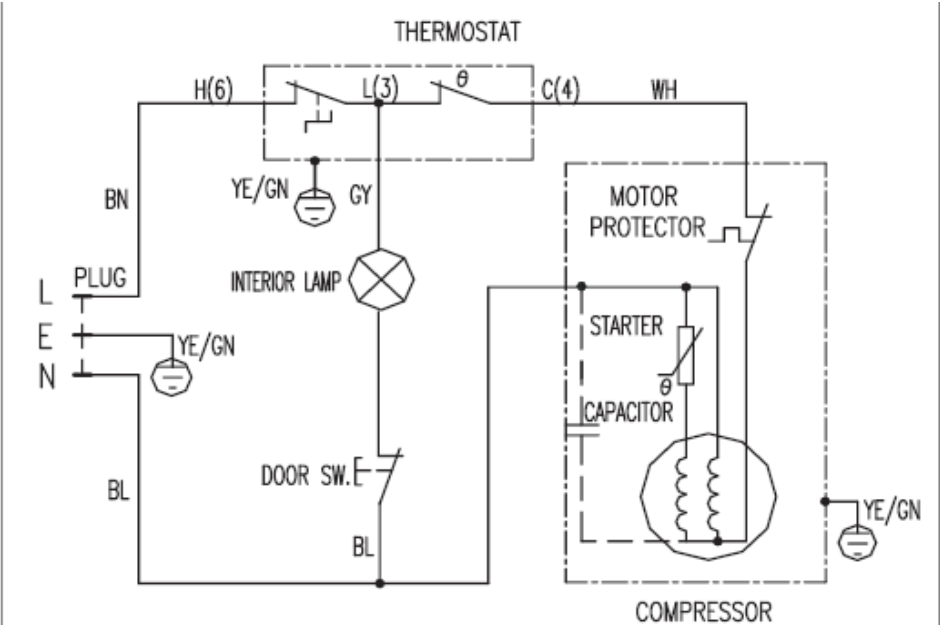 THERMOSTAT
H(6)
L(3)
θ
C(4)
WH
YE/GN
GY
BN
MOTOR
PROTECTOR
PLUG
INTERIOR LAMP
L
E
N
YE/GN
STARTER
θ
CAPACITOR
DOOR SW.
BL
BL
YE/GN
COMPRESSOR